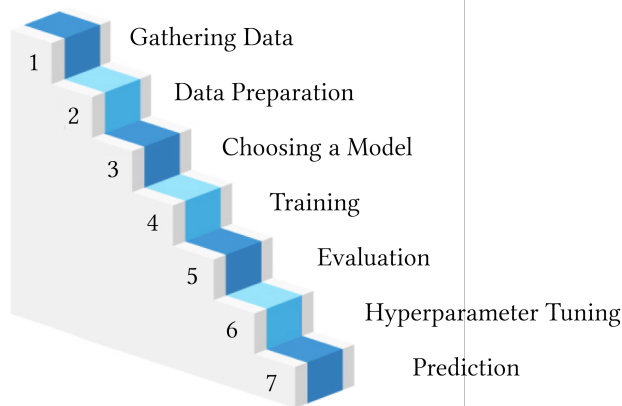 1 Gathering Data
2 Data Preparation
3 Choosing a Model
4 Training
5 Evaluation
6 Hyperparameter Tuning
7 Prediction